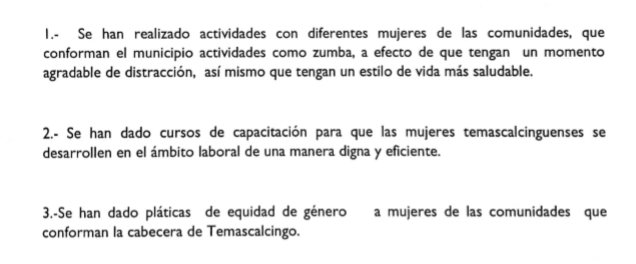 1.- Se han realizado actividades con diferentes mujeres de las comunidades, que
conforman el municipio actividades como zumba, a efecto de que tengan un momento
agradable de distracción, así mismo que tengan un estilo de vida más saludable.
2.- Se han dado cursos de capacitación para que las mujeres temascalcinguenses se
desarrollen en el ámbito laboral de una manera digna y eficiente.
3.-Se han dado pláticas de equidad de género a mujeres de las comunidades que
conforman la cabecera de Temascalcingo.